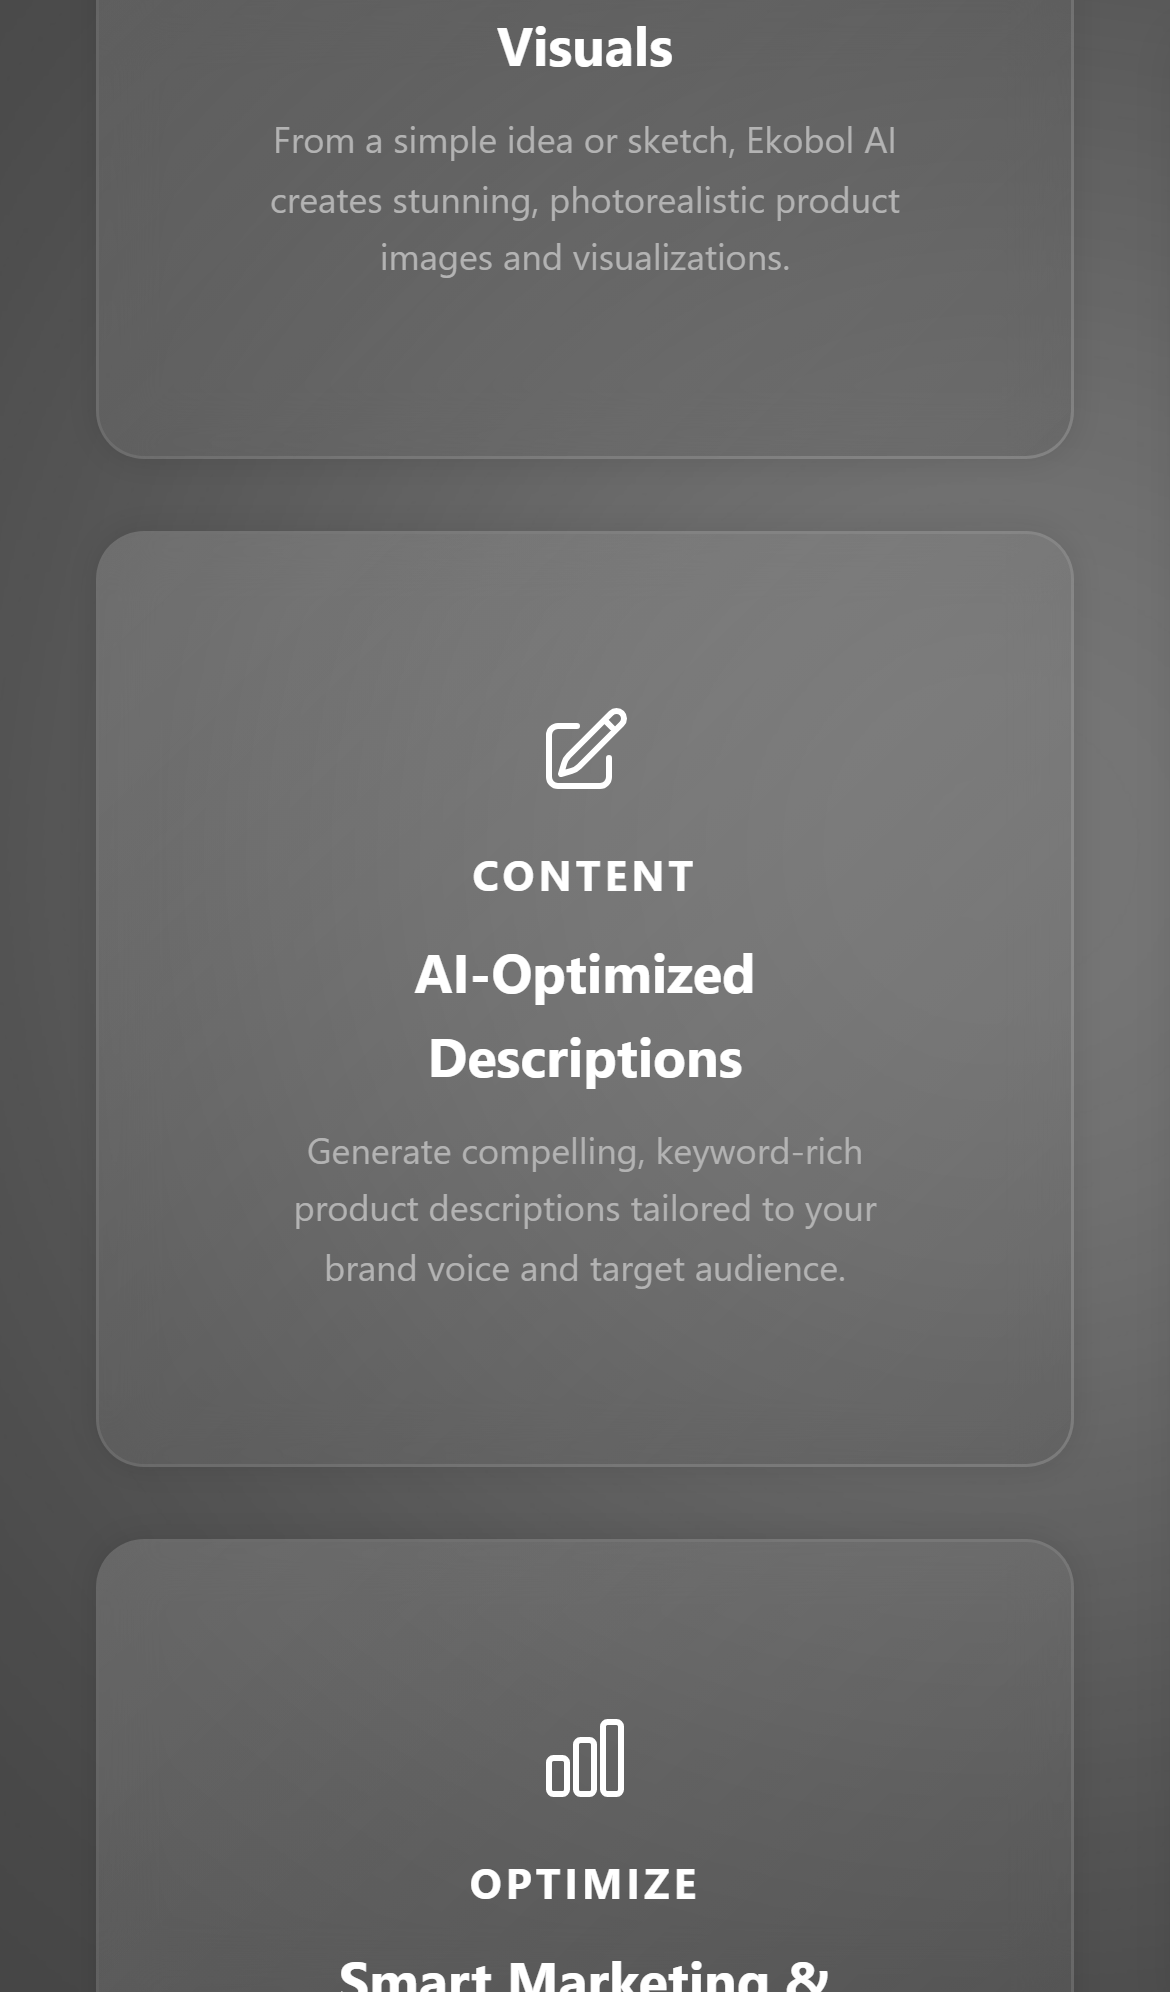 Visuals
From a simple idea or sketch, Ekobol AI
creates stunning, photorealistic product
images and visualizations.
CONTENT
AI-Optimized
Descriptions
Generate compelling, keyword-rich
product descriptions tailored to your
brand voice and target audience.
OPTIMIZE
Smart Marketing &